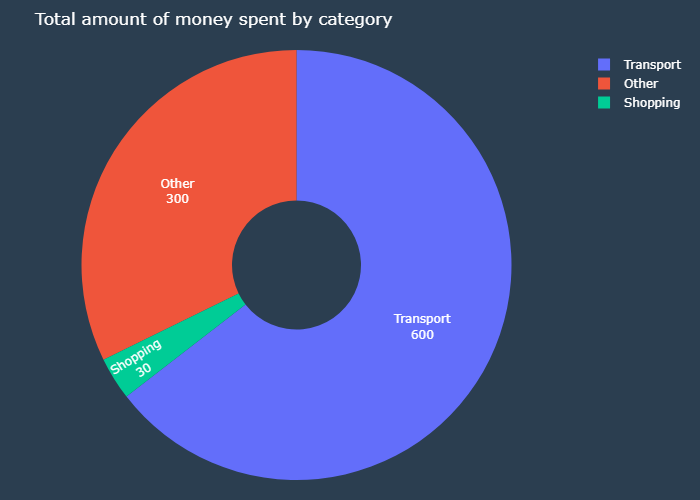 Total amount of money spent by category
Transport
Other
Shopping
Other
300
Transport
600
Shopping
30